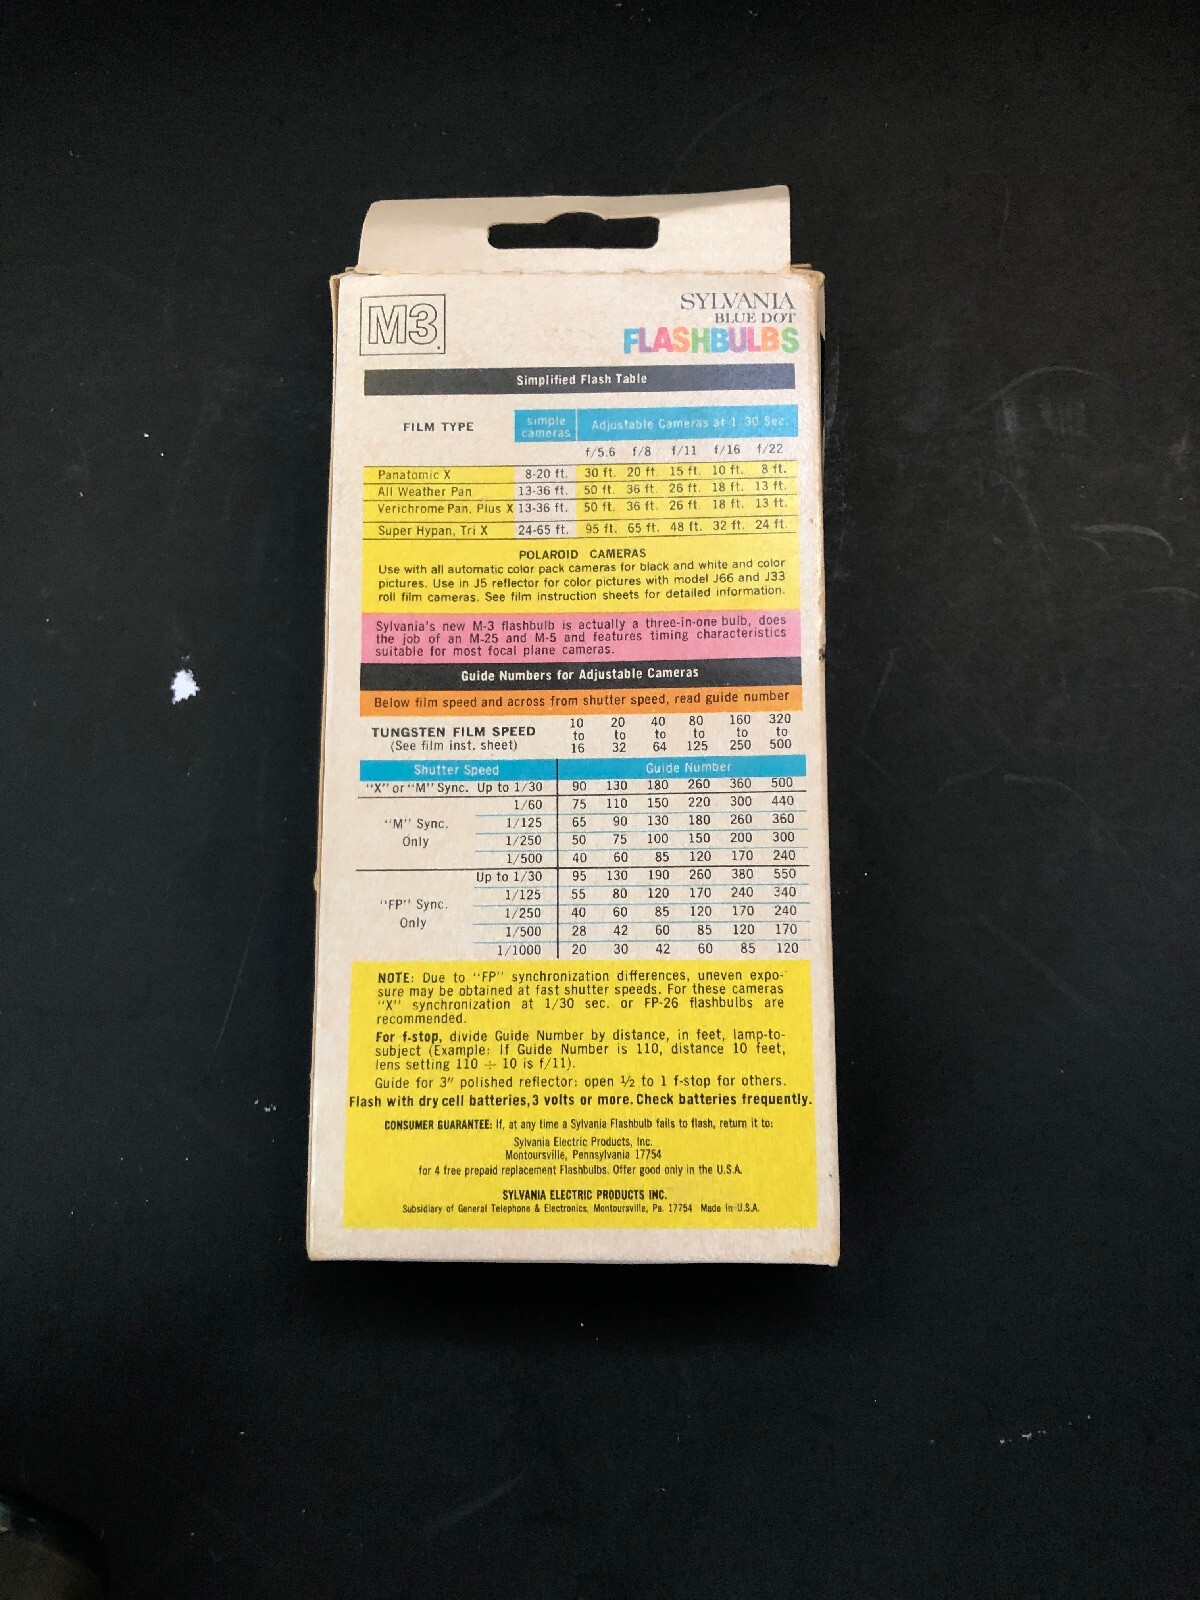 M3
SYLVANIA
BLUE DOT
FLASHBULBS
Simplified Flash Table
FILM TYPE
simple
cameras
Adjustable Cameras at 1 30 Sec.
f/5.6 f/8 f/11 f/16 f/22
Panatomic X 8-20 ft. 30 ft. 20 ft. 15 ft. 10 ft. 8 ft.
All Weather Pan 13-36 ft. 50 ft. 36 ft. 26 ft. 18 ft. 13 ft.
Verichrome Pan, Plus X 13-36 ft. 50 ft. 36 ft. 26 ft. 18 ft. 13 ft.
Super Hypan, Tri X 24-65 ft. 95 ft. 65 ft. 48 ft. 32 ft. 24 ft.
POLAROID CAMERAS
Use with all automatic color pack cameras for black and white and color
pictures. Use in J5 reflector for color pictures with model J66 and J33
roll film cameras. See film instruction sheets for detailed information.
Sylvania's new M-3 flashbulb is actually a three-in-one bulb, does
the job of an M-25 and M-5 and features timing characteristics
suitable for most focal plane cameras.
Guide Numbers for Adjustable Cameras
Below film speed and across from shutter speed, read guide number
TUNGSTEN FILM SPEED
(See film inst. sheet)
10 20 40 80 160 320
to to to to to to
16 32 64 125 250 500
Shutter Speed Guide Number
"X" or "M" Sync. Up to 1/30 90 130 180 260 360 500
1/60 75 110 150 220 300 440
"M" Sync. 1/125 65 90 130 180 260 360
Only 1/250 50 75 100 150 200 300
1/500 40 60 85 120 170 240
Up to 1/30 95 130 190 260 380 550
1/125 55 80 120 170 240 340
"FP" Sync. 1/250 40 60 85 120 170 240
Only 1/500 28 42 60 85 120 170
1/1000 20 30 42 60 85 120
NOTE: Due to "FP" synchronization differences, uneven expo-
sure may be obtained at fast shutter speeds. For these cameras
"X" synchronization at 1/30 sec. or FP-26 flashbulbs are
recommended.
For f-stop, divide Guide Number by distance, in feet, lamp-to-
subject (Example: If Guide Number is 110, distance 10 feet,
lens setting 110 ÷ 10 is f/11).
Guide for 3" polished reflector: open ½ to 1 f-stop for others.
Flash with dry cell batteries, 3 volts or more. Check batteries frequently.
CONSUMER GUARANTEE: If, at any time a Sylvania Flashbulb fails to flash, return it to:
Sylvania Electric Products, Inc.
Montoursville, Pennsylvania 17754
for 4 free prepaid replacement Flashbulbs. Offer good only in the U.S.A.
SYLVANIA ELECTRIC PRODUCTS INC.
Subsidiary of General Telephone & Electronics, Montoursville, Pa. 17754 Made in U.S.A.